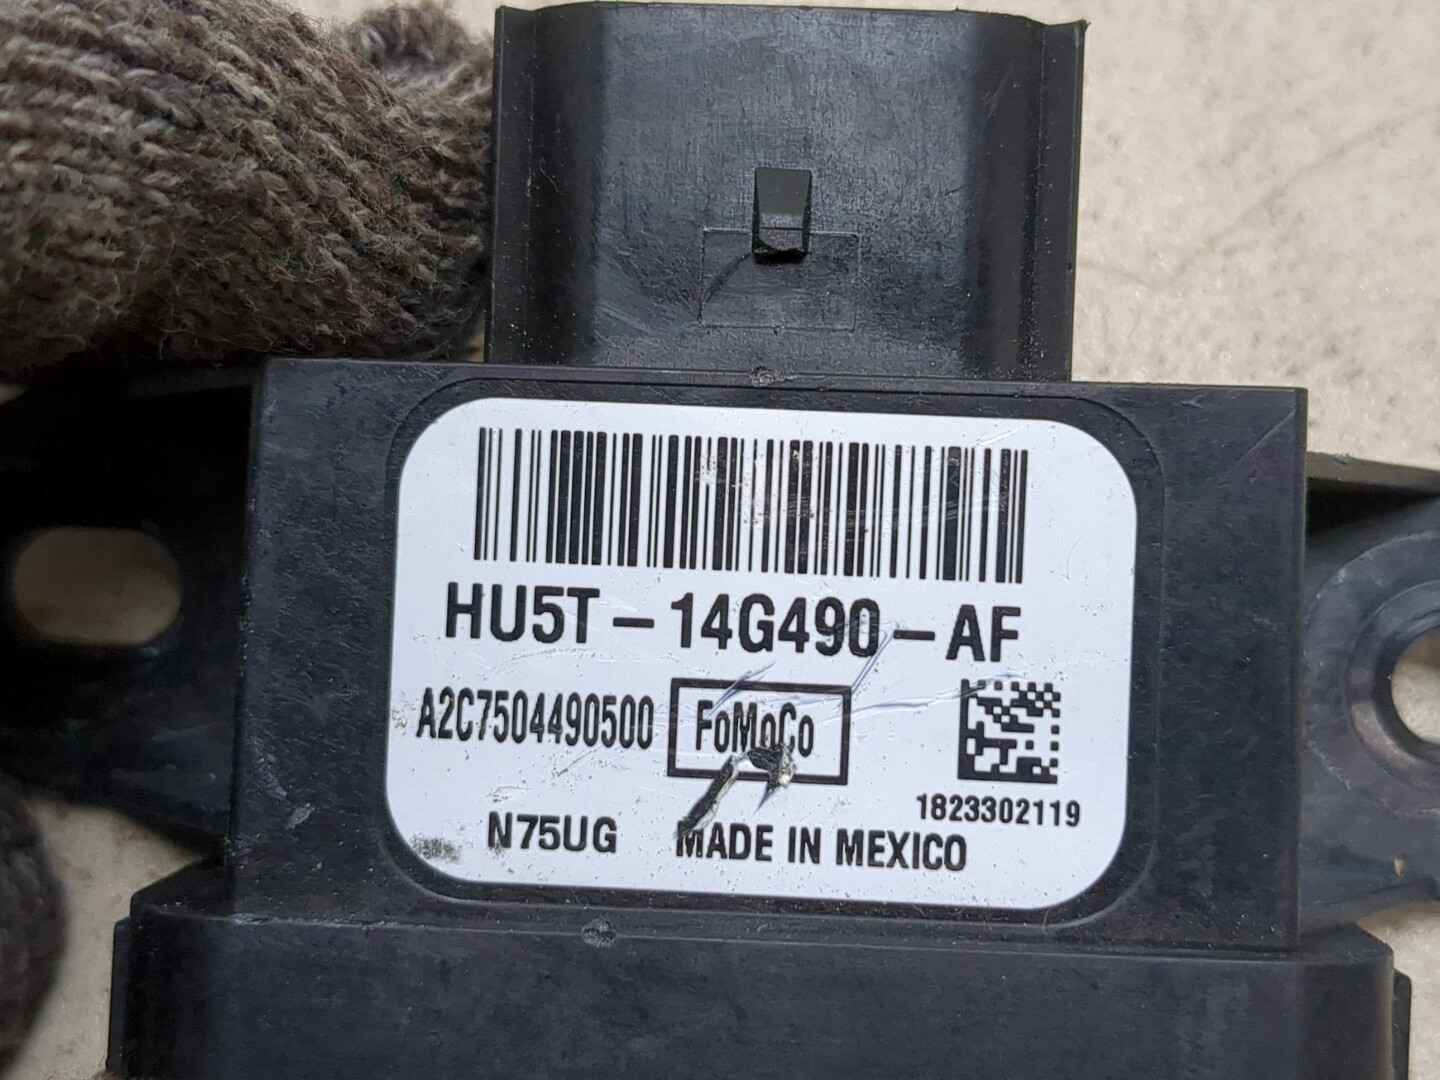 HU5T-14G490-AF
A2C7504490500 FoMoCo
1823302119
N75UG MADE IN MEXICO